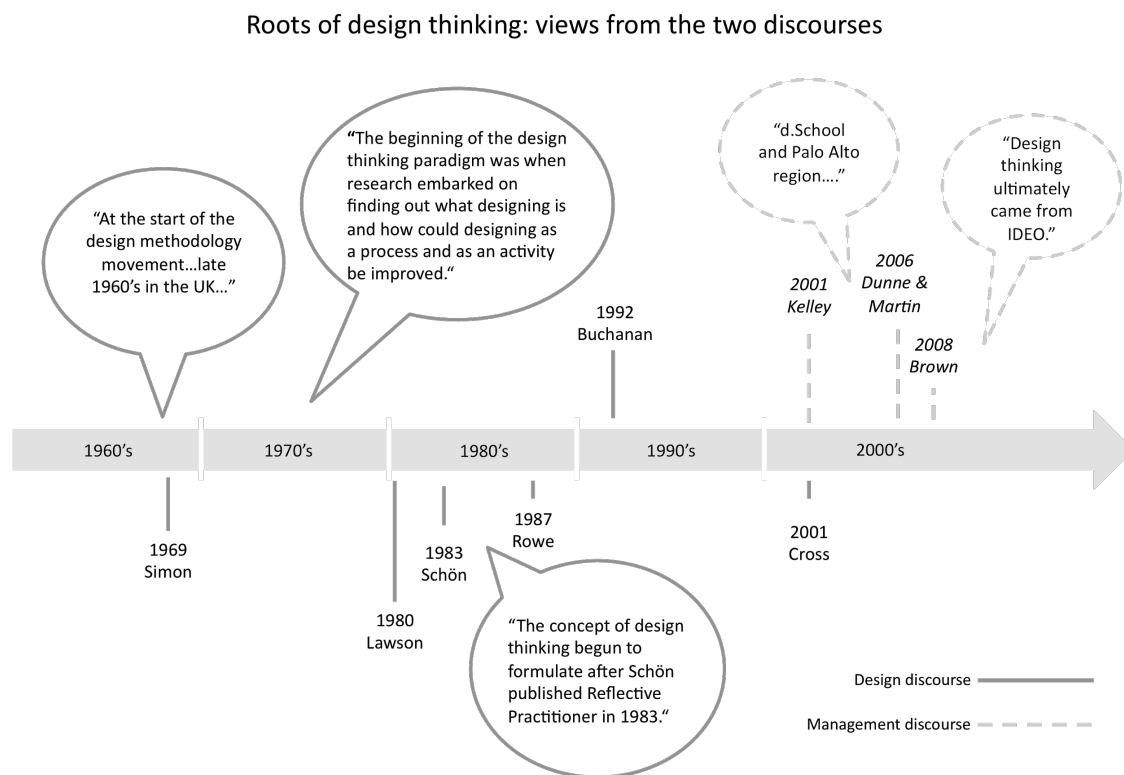 Roots of design thinking: views from the two discourses
“At the start of the
design methodology
movement...late
1960’s in the UK...”
“The beginning of the design
thinking paradigm was when
research embarked on
finding out what designing is
and how could designing as
a process and as an activity
be improved.“
“d.School
and Palo Alto
region....”
“Design
thinking
ultimately
came from
IDEO.”
1992
Buchanan
2001
Kelley
2006
Dunne &
Martin
2008
Brown
1960’s
1970’s
1980’s
1990’s
2000’s
1969
Simon
1980
Lawson
1983
Schön
1987
Rowe
2001
Cross
“The concept of design
thinking begun to
formulate after Schön
published Reflective
Practitioner in 1983.“
Design discourse
Management discourse